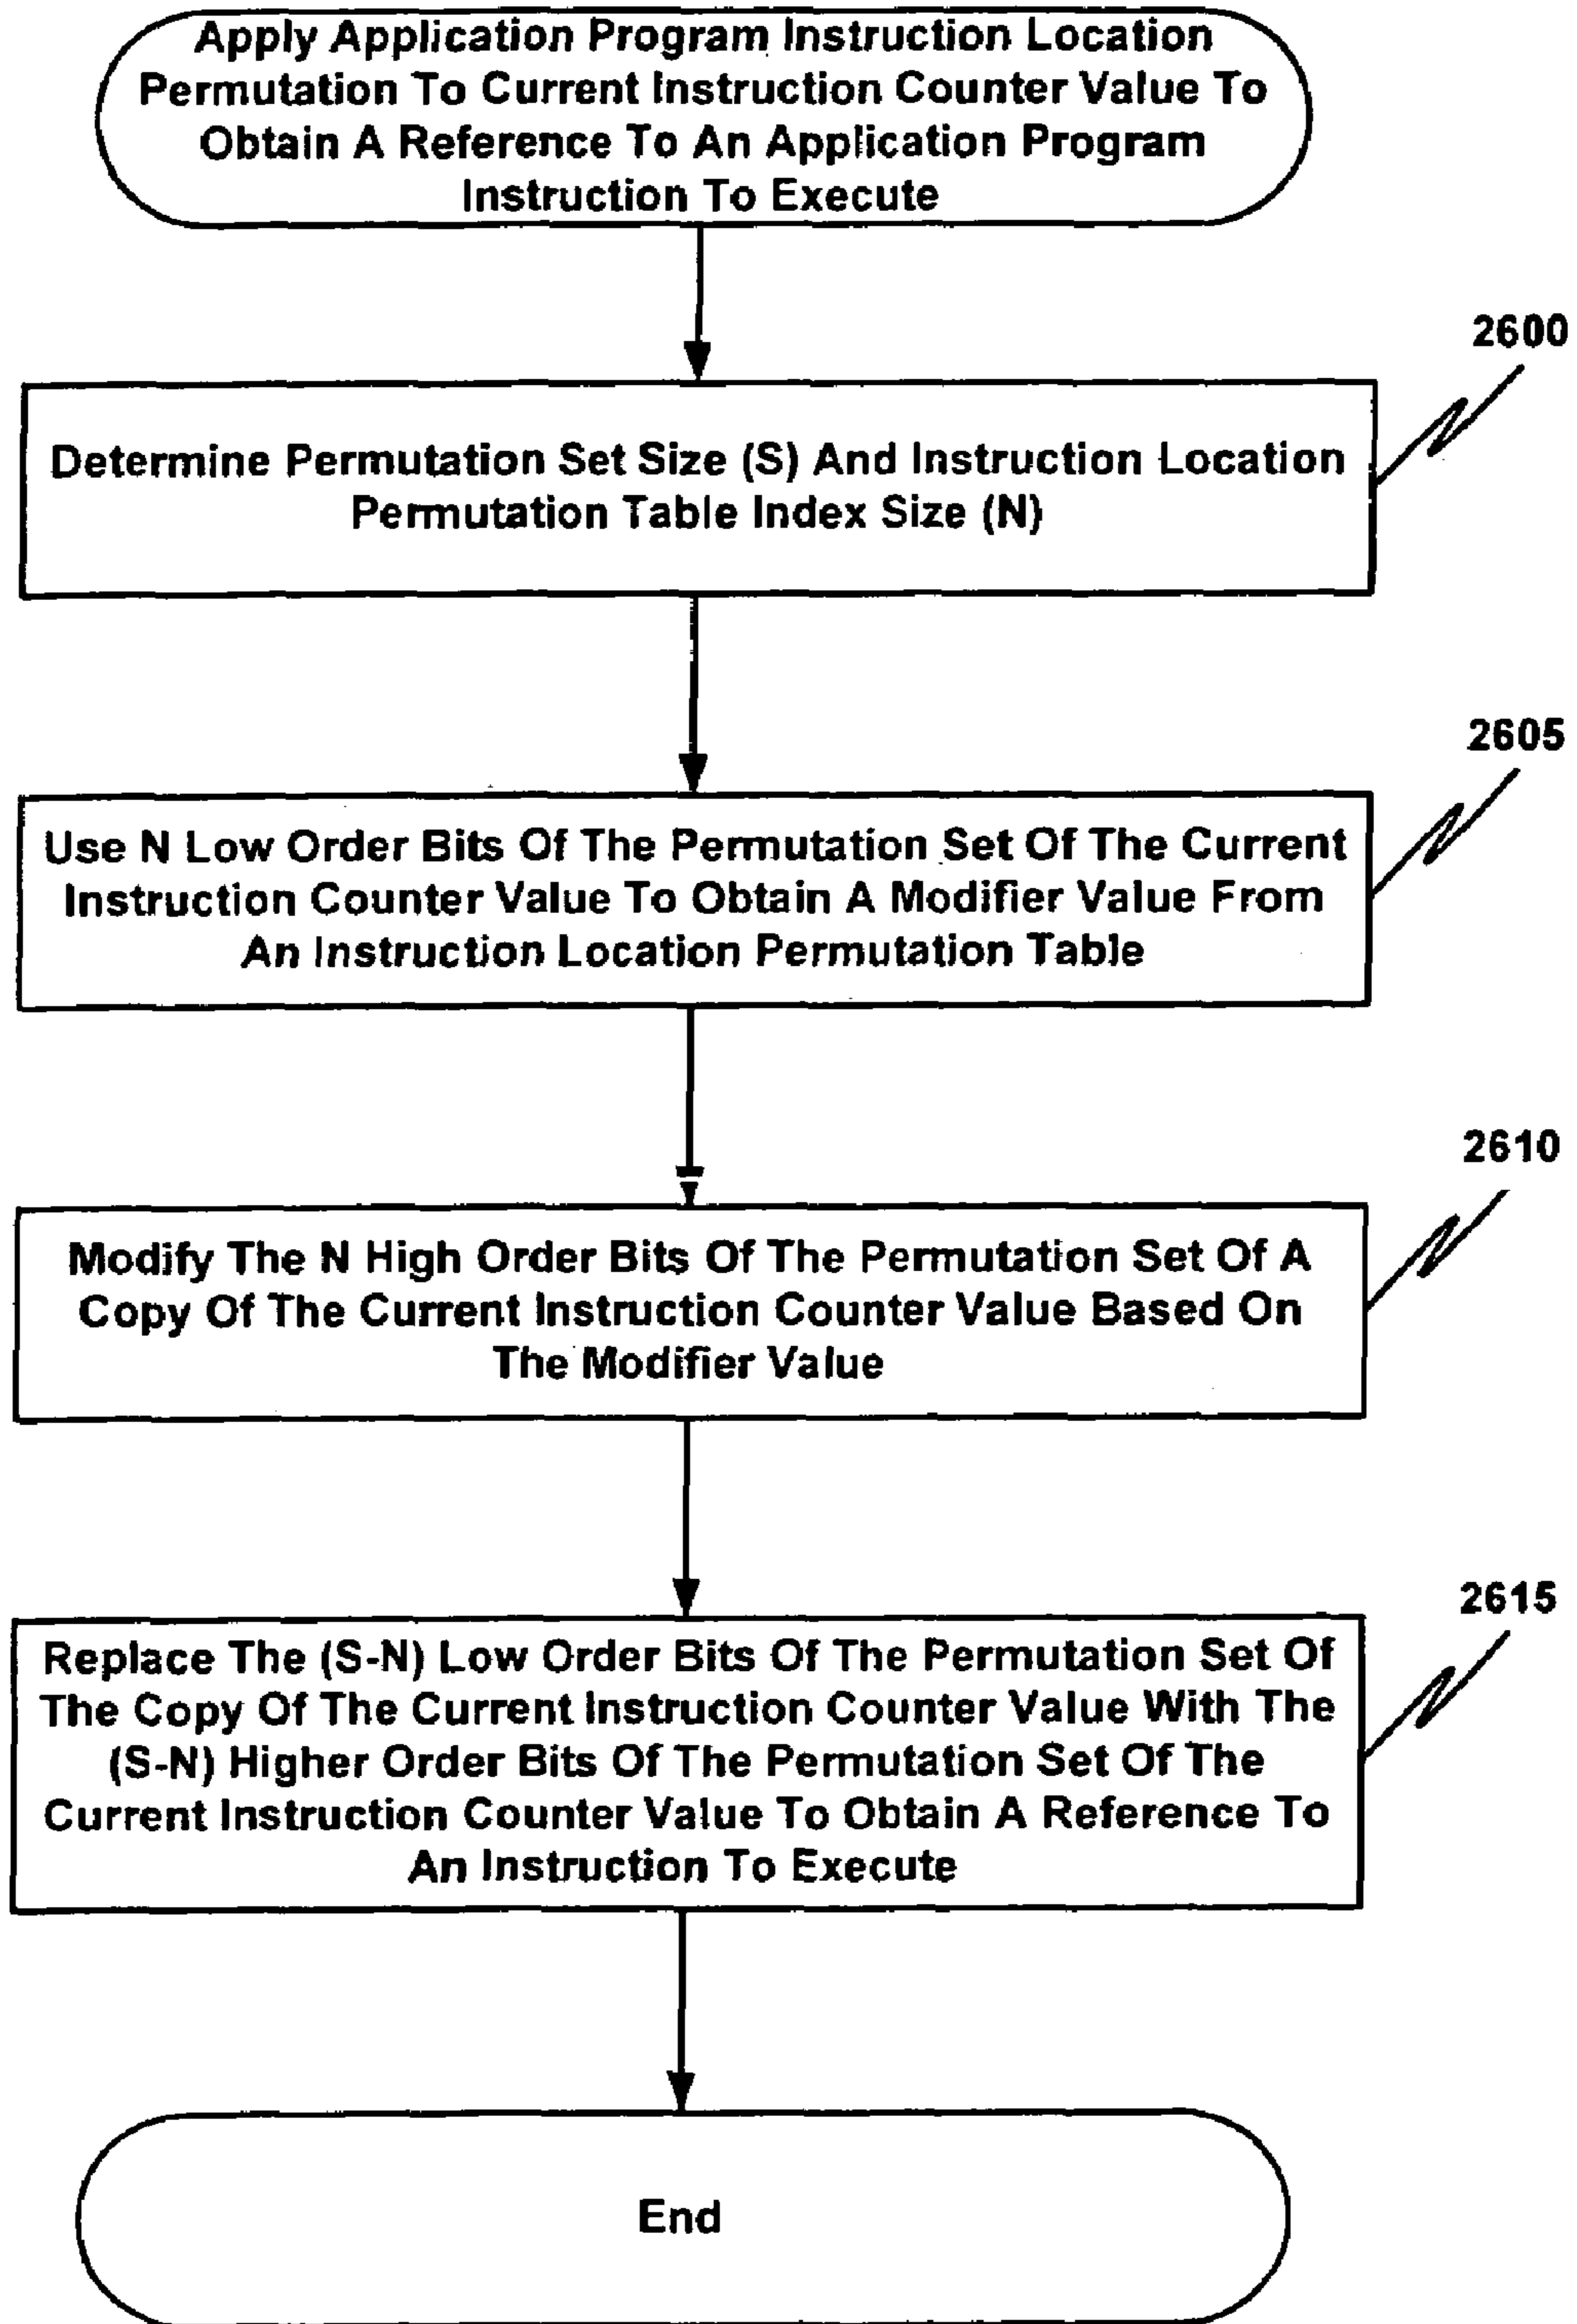 Apply Application Program Instruction Location
Permutation To Current Instruction Counter Value To
Obtain A Reference To An Application Program
Instruction To Execute
2600
Determine Permutation Set Size (S) And Instruction Location
Permutation Table Index Size (N)
2605
Use N Low Order Bits Of The Permutation Set Of The Current
Instruction Counter Value To Obtain A Modifier Value From
An Instruction Location Permutation Table
2610
Modify The N High Order Bits Of The Permutation Set Of A
Copy Of The Current Instruction Counter Value Based On
The Modifier Value
2615
Replace The (S-N) Low Order Bits Of The Permutation Set Of
The Copy Of The Current Instruction Counter Value With The
(S-N) Higher Order Bits Of The Permutation Set Of The
Current Instruction Counter Value To Obtain A Reference To
An Instruction To Execute
End